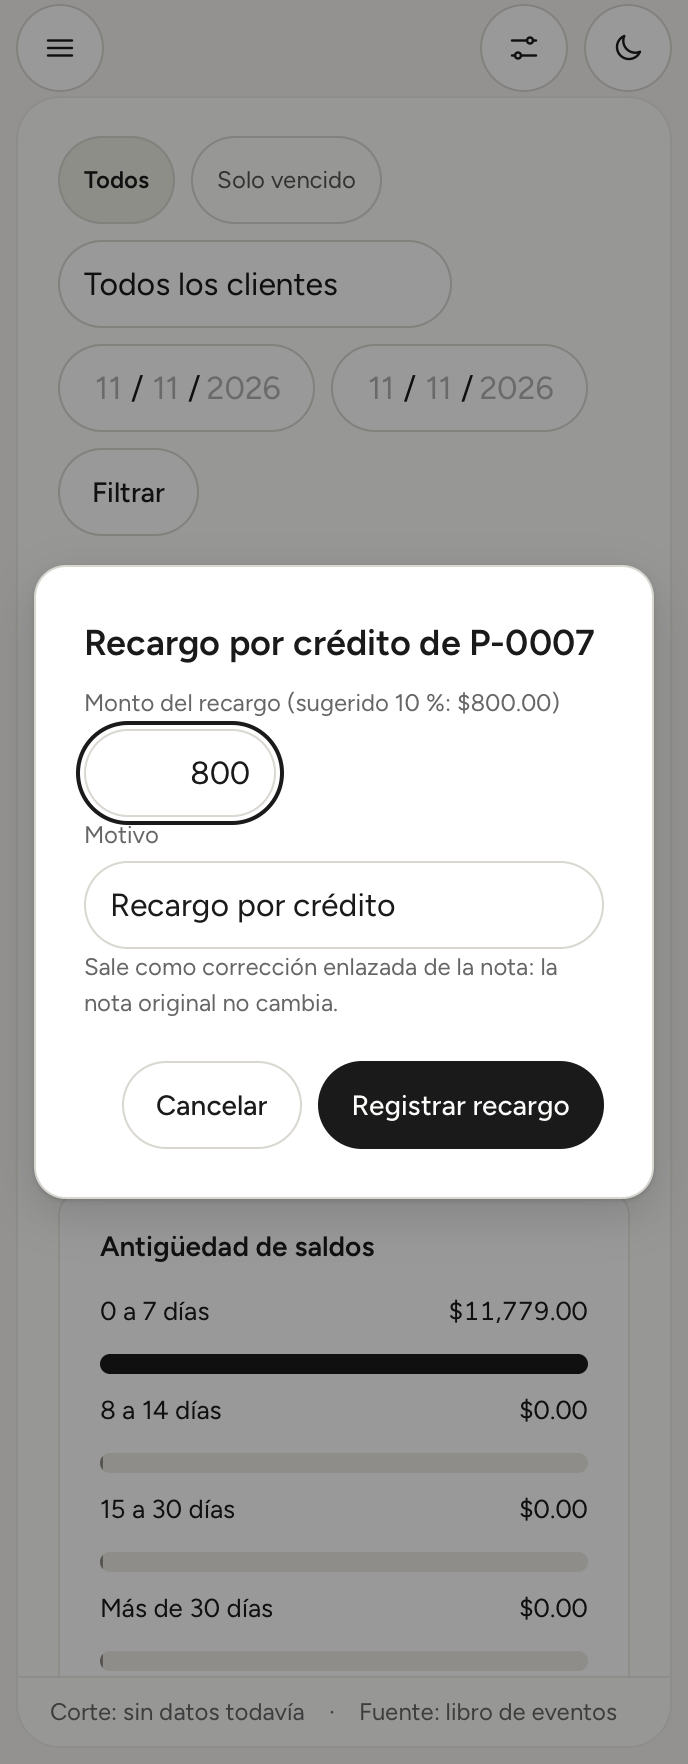 Todos
Solo vencido
Todos los clientes
11 / 11 / 2026
11 / 11 / 2026
Filtrar
Recargo por crédito de P-0007
Monto del recargo (sugerido 10 %: $800.00)
800
Motivo
Recargo por crédito
Sale como corrección enlazada de la nota: la
nota original no cambia.
Cancelar
Registrar recargo
Antigüedad de saldos
0 a 7 días $11,779.00
8 a 14 días $0.00
15 a 30 días $0.00
Más de 30 días $0.00
Corte: sin datos todavía · Fuente: libro de eventos